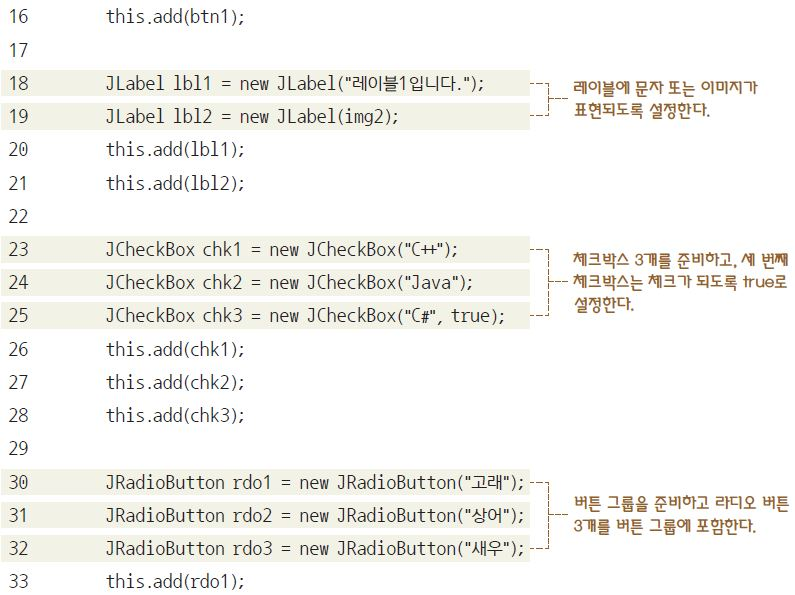 16 this.add(btn1);
17
18 JLabel lbl1 = new JLabel("레이블1입니다.");
19 JLabel lbl2 = new JLabel(img2);
레이블에 문자 또는 이미지가
표현되도록 설정한다.
20 this.add(lbl1);
21 this.add(lbl2);
22
23 JCheckBox chk1 = new JCheckBox("C++");
24 JCheckBox chk2 = new JCheckBox("Java");
25 JCheckBox chk3 = new JCheckBox("C#", true);
체크박스 3개를 준비하고, 세 번째
체크박스는 체크가 되도록 true로
설정한다.
26 this.add(chk1);
27 this.add(chk2);
28 this.add(chk3);
29
30 JRadioButton rdo1 = new JRadioButton("고래");
31 JRadioButton rdo2 = new JRadioButton("상어");
32 JRadioButton rdo3 = new JRadioButton("새우");
버튼 그룹을 준비하고 라디오 버튼
3개를 버튼 그룹에 포함한다.
33 this.add(rdo1);